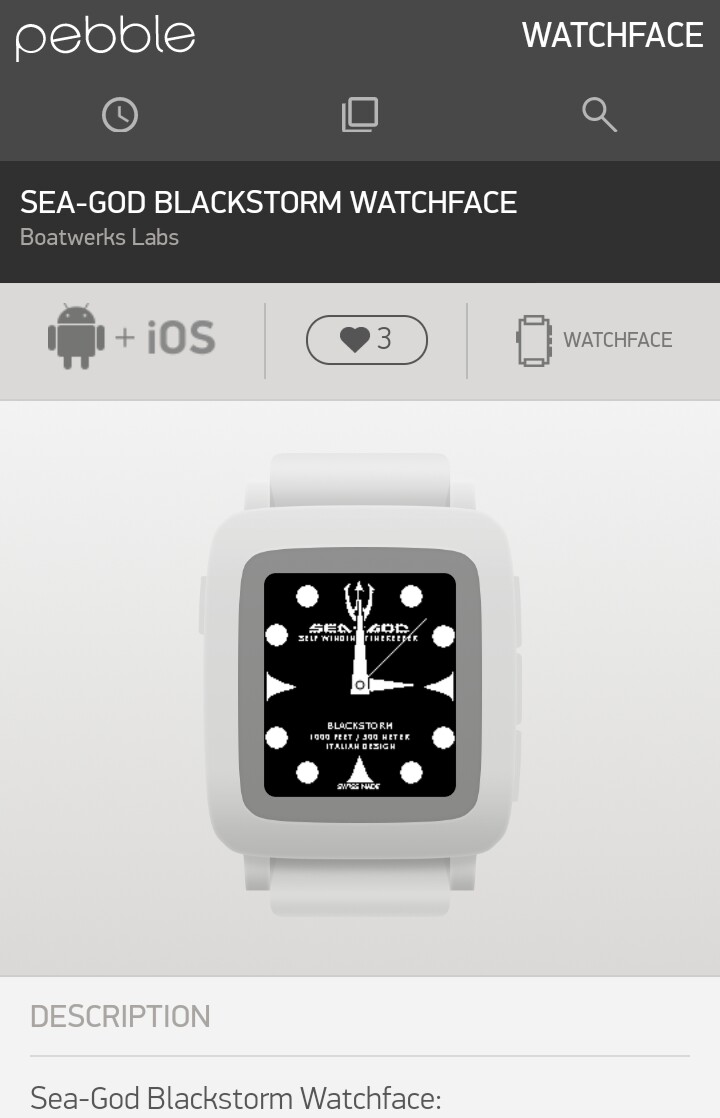 pebble
WATCHFACE
SEA-GOD BLACKSTORM WATCHFACE
Boatwerks Labs
+ iOS
3
WATCHFACE
SEA-GOD
SELF WINDING TIMEKEEPER
BLACKSTORM
1000 FEET / 300 METER
ITALIAN DESIGN
SWISS MADE
DESCRIPTION
Sea-God Blackstorm Watchface: